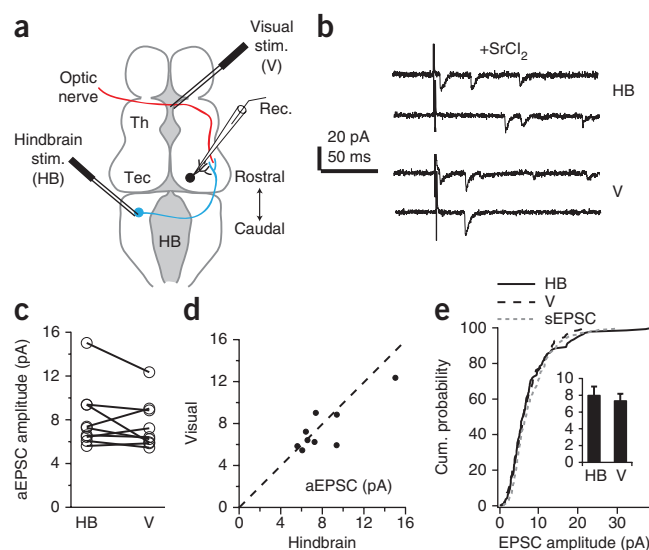 a
Visual
stim.
(V)
Optic
nerve
Th
Rec.
Hindbrain
stim.
(HB)
Tec
Rostral
Caudal
HB
b
+SrCl2
HB
20 pA
50 ms
V
c
aEPSC amplitude (pA)
16
12
8
4
0
HB V
d
Visual
16
12
8
4
0
aEPSC (pA)
0 4 8 12 16
Hindbrain
e
HB
V
sEPSC
Cum. probability
100
80
60
40
20
0
10
8
6
4
2
0
HB V
0 10 20 30
EPSC amplitude (pA)